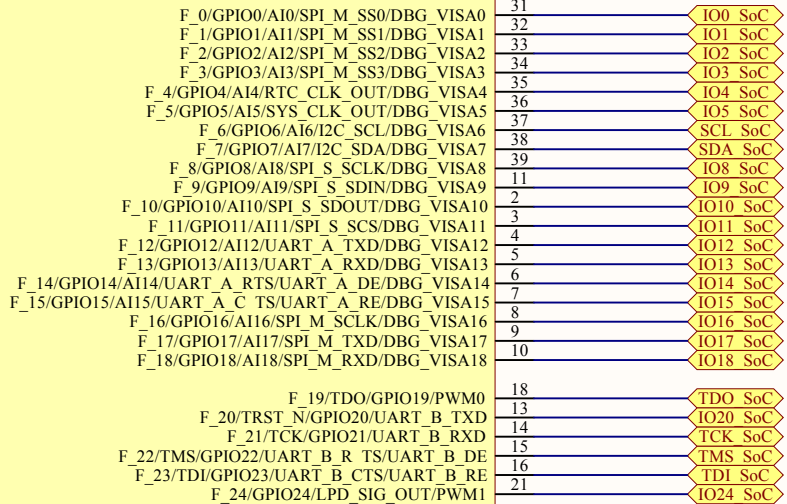 F_0/GPIO0/AI0/SPI_M_SS0/DBG_VISA0 31 IO0_SoC
F_1/GPIO1/AI1/SPI_M_SS1/DBG_VISA1 32 IO1_SoC
F_2/GPIO2/AI2/SPI_M_SS2/DBG_VISA2 33 IO2_SoC
F_3/GPIO3/AI3/SPI_M_SS3/DBG_VISA3 34 IO3_SoC
F_4/GPIO4/AI4/RTC_CLK_OUT/DBG_VISA4 35 IO4_SoC
F_5/GPIO5/AI5/SYS_CLK_OUT/DBG_VISA5 36 IO5_SoC
F_6/GPIO6/AI6/I2C_SCL/DBG_VISA6 37 SCL_SoC
F_7/GPIO7/AI7/I2C_SDA/DBG_VISA7 38 SDA_SoC
F_8/GPIO8/AI8/SPI_S_SCLK/DBG_VISA8 39 IO8_SoC
F_9/GPIO9/AI9/SPI_S_SDIN/DBG_VISA9 11 IO9_SoC
F_10/GPIO10/AI10/SPI_S_SDOUT/DBG_VISA10 2 IO10_SoC
F_11/GPIO11/AI11/SPI_S_SCS/DBG_VISA11 3 IO11_SoC
F_12/GPIO12/AI12/UART_A_TXD/DBG_VISA12 4 IO12_SoC
F_13/GPIO13/AI13/UART_A_RXD/DBG_VISA13 5 IO13_SoC
F_14/GPIO14/AI14/UART_A_RTS/UART_A_DE/DBG_VISA14 6 IO14_SoC
F_15/GPIO15/AI15/UART_A_C_TS/UART_A_RE/DBG_VISA15 7 IO15_SoC
F_16/GPIO16/AI16/SPI_M_SCLK/DBG_VISA16 8 IO16_SoC
F_17/GPIO17/AI17/SPI_M_TXD/DBG_VISA17 9 IO17_SoC
F_18/GPIO18/AI18/SPI_M_RXD/DBG_VISA18 10 IO18_SoC
F_19/TDO/GPIO19/PWM0 18 TDO_SoC
F_20/TRST_N/GPIO20/UART_B_TXD 13 IO20_SoC
F_21/TCK/GPIO21/UART_B_RXD 14 TCK_SoC
F_22/TMS/GPIO22/UART_B_R_TS/UART_B_DE 15 TMS_SoC
F_23/TDI/GPIO23/UART_B_CTS/UART_B_RE 16 TDI_SoC
F_24/GPIO24/LPD_SIG_OUT/PWM1 21 IO24_SoC